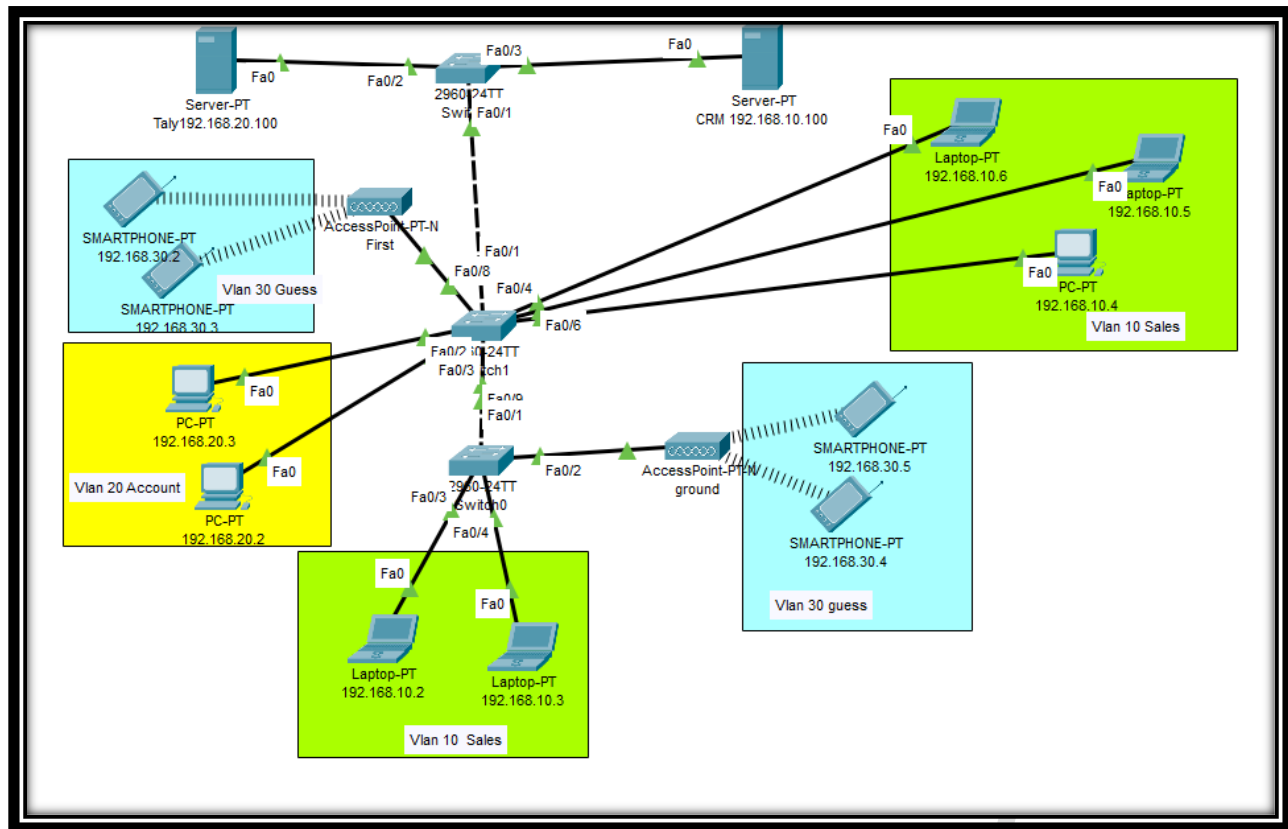 Fa0/3
Fa0
Fa0
Fa0/2
2960-24TT
Fa0/1
Server-PT
Taly192.168.20.100
Server-PT
CRM 192.168.10.100
Fa0
Laptop-PT
192.168.10.6
Fa0
192.168.10.5
AccessPoint-PT-N
First
SMARTPHONE-PT
192.168.30.2
Vlan 30 Guess
SMARTPHONE-PT
192.168.30.3
Fa0/1
Fa0/8
Fa0/4
Fa0/6
Fa0
PC-PT
192.168.10.4
Vlan 10 Sales
Fa0/2
Fa0/3
Fa0/9
Fa0/1
Fa0
PC-PT
192.168.20.3
Fa0
Vlan 20 Account
PC-PT
192.168.20.2
Switch0
Fa0/2
Fa0/3
Fa0/4
AccessPoint-PT-N
ground
SMARTPHONE-PT
192.168.30.5
SMARTPHONE-PT
192.168.30.4
Vlan 30 guess
Fa0
Fa0
Laptop-PT
192.168.10.2
Laptop-PT
192.168.10.3
Vlan 10 Sales